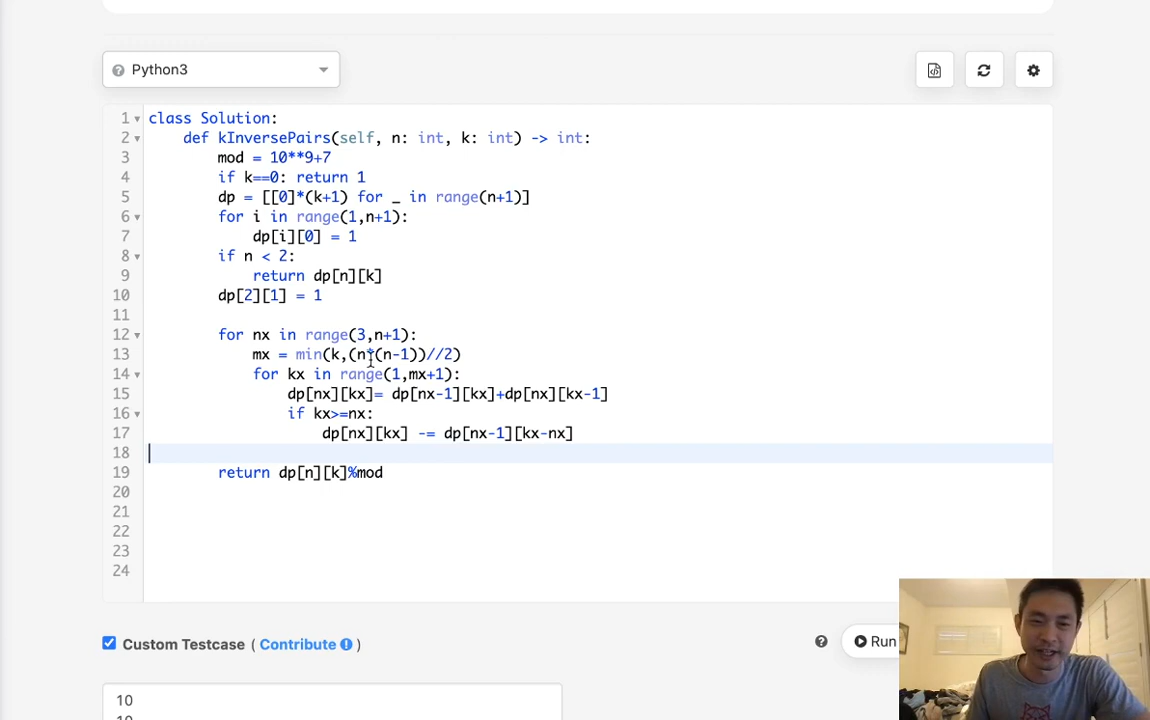 Python3
1 class Solution:
2 def kInversePairs(self, n: int, k: int) -> int:
3 mod = 10**9+7
4 if k==0: return 1
5 dp = [[0]*(k+1) for _ in range(n+1)]
6 for i in range(1,n+1):
7 dp[i][0] = 1
8 if n < 2:
9 return dp[n][k]
10 dp[2][1] = 1
11
12 for nx in range(3,n+1):
13 mx = min(k,(n*(n-1))//2)
14 for kx in range(1,mx+1):
15 dp[nx][kx]= dp[nx-1][kx]+dp[nx][kx-1]
16 if kx>=nx:
17 dp[nx][kx] -= dp[nx-1][kx-nx]
18
19 return dp[n][k]%mod
20
21
22
23
24
Custom Testcase ( Contribute )
Run
10